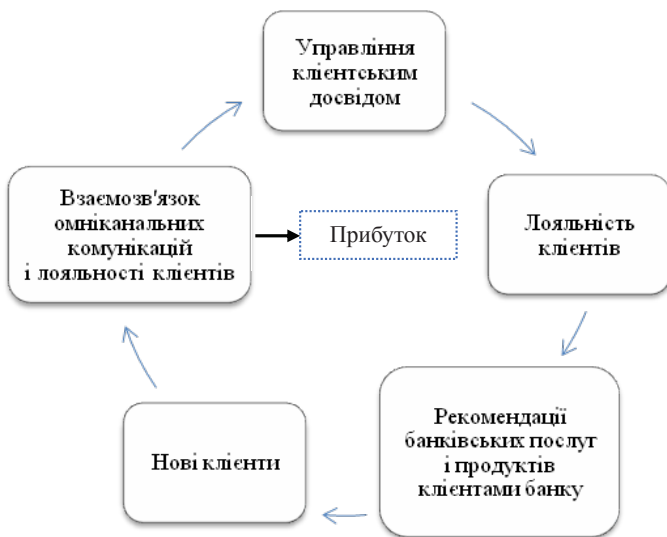 Управління
клієнтським
досвідом
Взаємозв'язок
омніканальних
комунікацій
і лояльності клієнтів
Прибуток
Лояльність
клієнтів
Нові клієнти
Рекомендації
банківських послуг
і продуктів
клієнтами банку